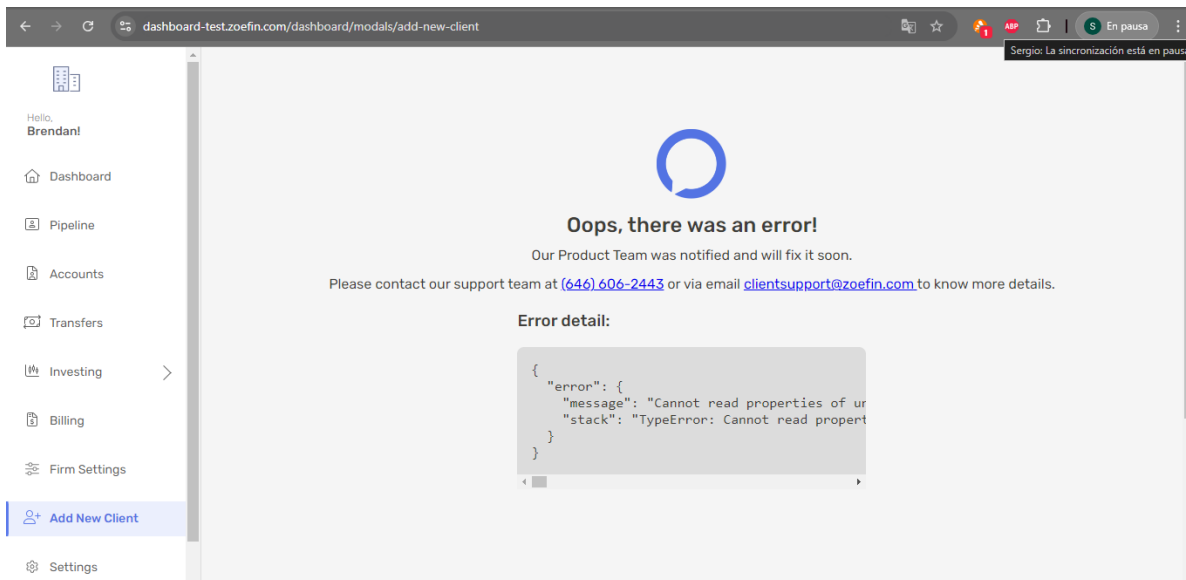 dashboard-test.zoefin.com/dashboard/modals/add-new-client
1
ABP
S
En pausa
Sergio: La sincronización está en pausa
Hello,
Brendan!
Dashboard
Pipeline
Accounts
Transfers
Investing
Billing
Firm Settings
Add New Client
Settings
Oops, there was an error!
Our Product Team was notified and will fix it soon.
Please contact our support team at (646) 606-2443 or via email clientsupport@zoefin.com to know more details.
Error detail:
{
"error": {
"message": "Cannot read properties of un
"stack": "TypeError: Cannot read propert
}
}